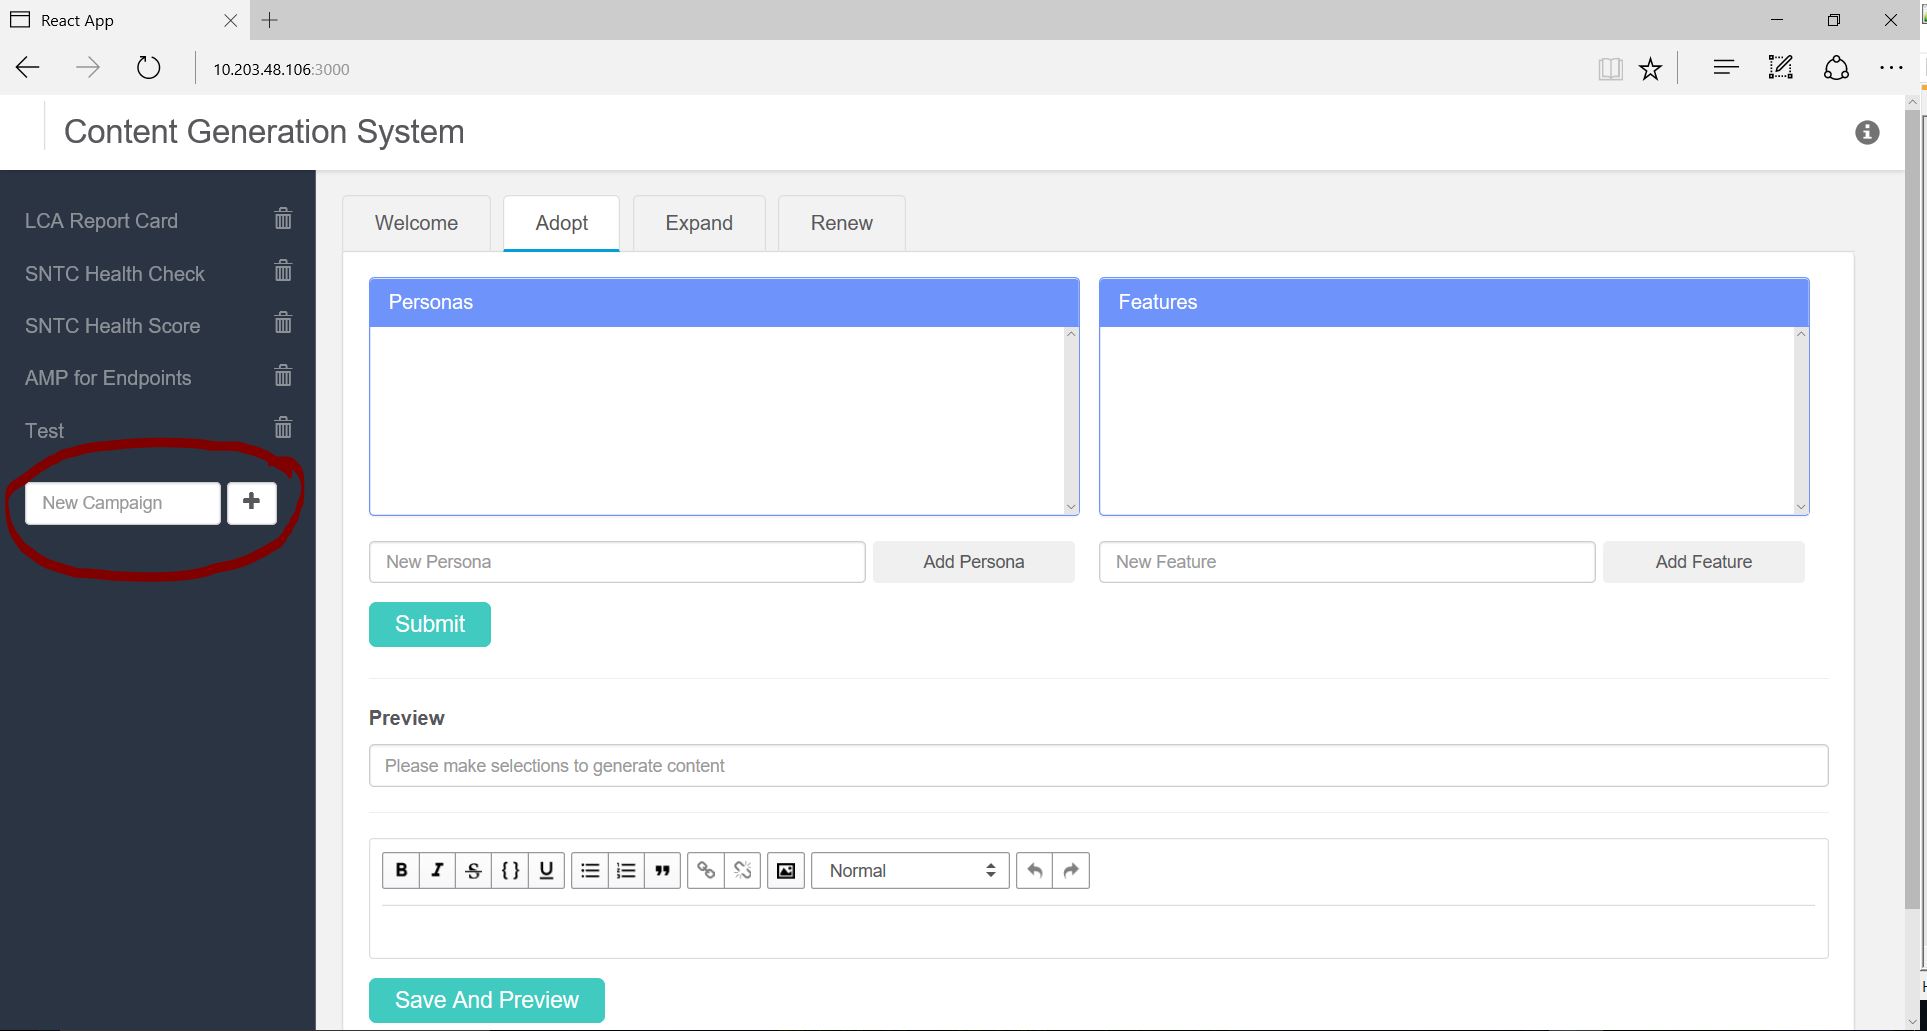 React App
10.203.48.106:3000
Content Generation System
LCA Report Card
SNTC Health Check
SNTC Health Score
AMP for Endpoints
Test
New Campaign
Welcome
Adopt
Expand
Renew
Personas
Features
New Persona
Add Persona
New Feature
Add Feature
Submit
Preview
Please make selections to generate content
B I S {} U
Normal
Save And Preview